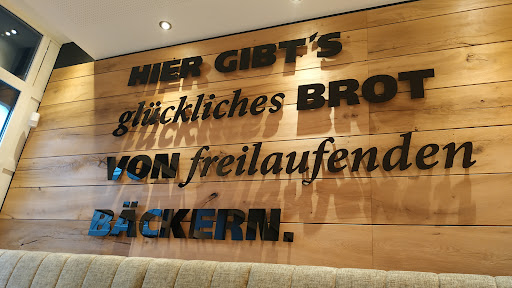 HIER GIBT'S
glückliches BROT
VON freilaufenden
BÄCKERN.